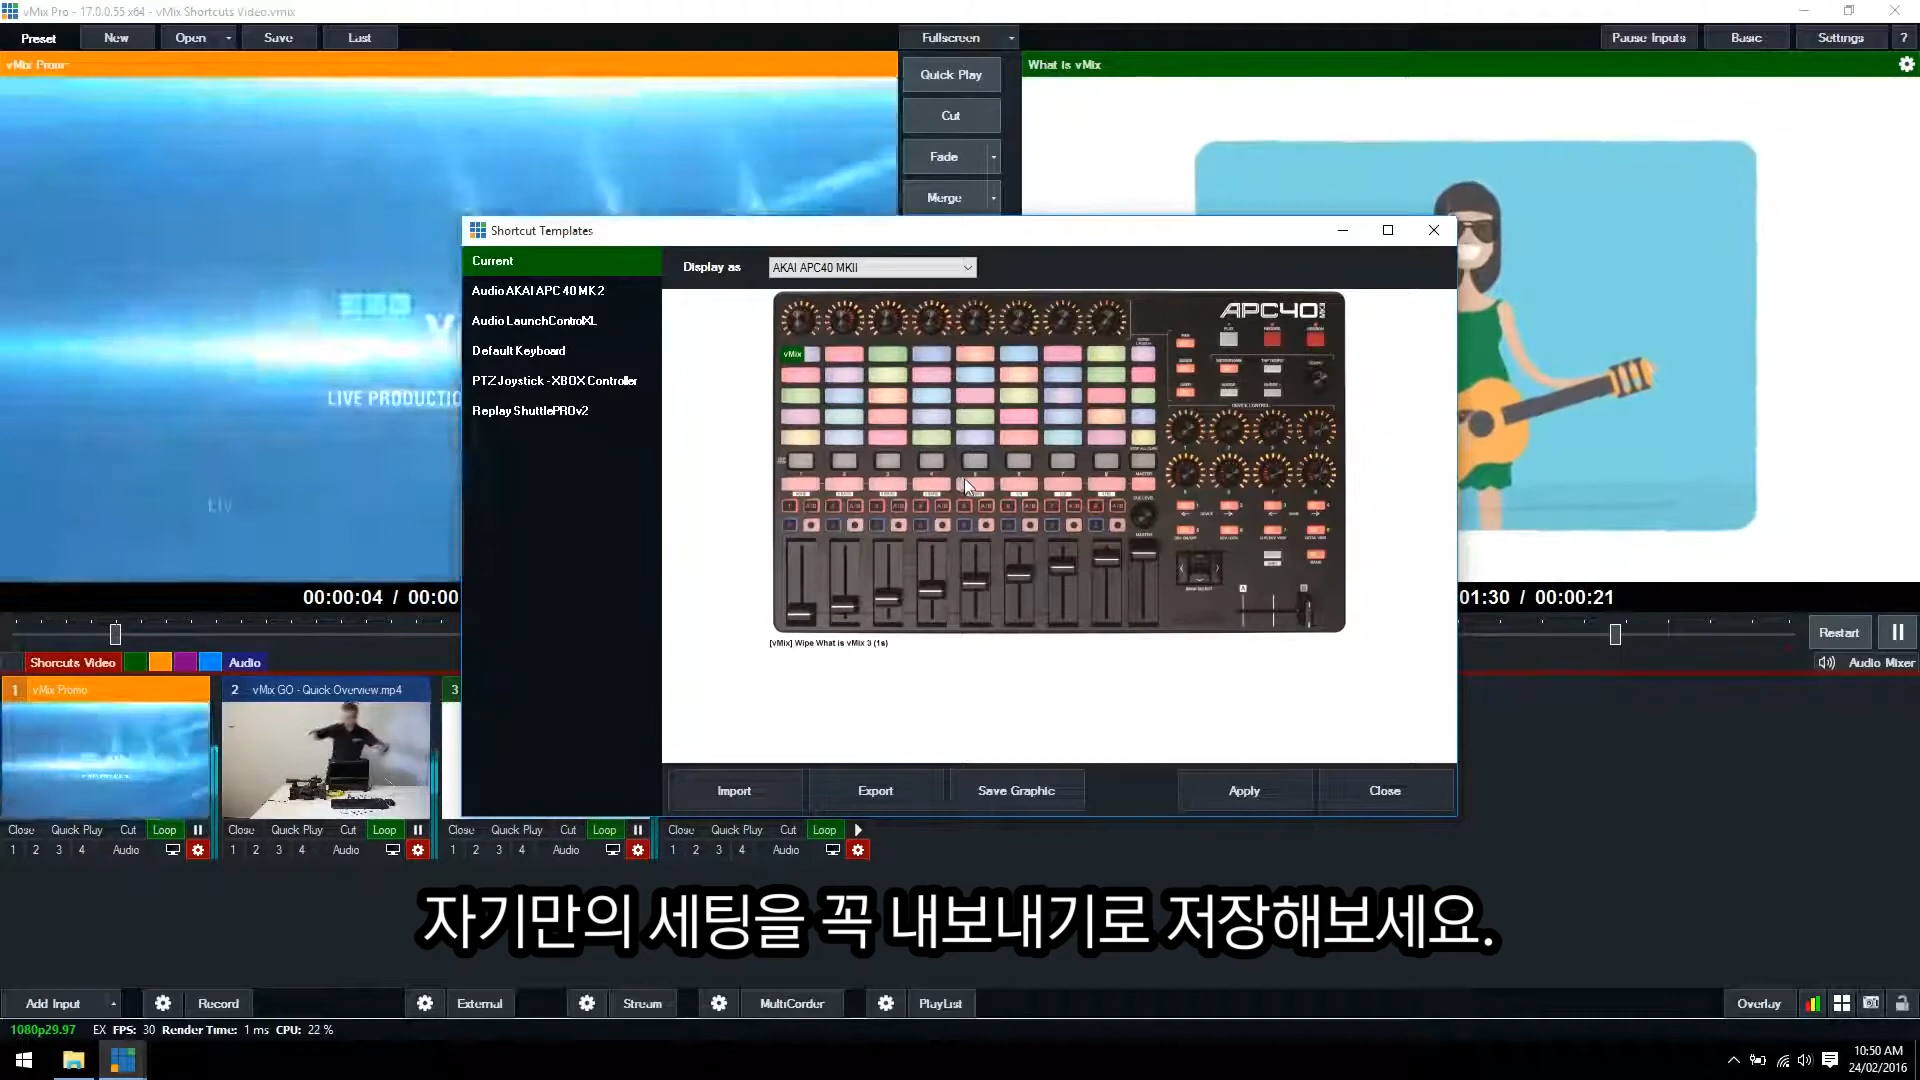 vMix Pro - 17.0.0.55 x64 - vMix Shortcuts Video.vmix
Preset New Open Save Last Fullscreen Pause Inputs Basic Settings ?
vMix Promo
What is vMix
Quick Play
Cut
Fade
Merge
Shortcut Templates
Current
Display as AKAI APC40 MKII
Audio AKAI APC 40 MK2
Audio LaunchControlXL
Default Keyboard
PTZ Joystick - XBOX Controller
Replay ShuttlePROv2
APC40
vMix
LIVE PRODUCTIO
LIV
[vMix] Wipe What is vMix 3 (1s)
00:00:04 / 00:00
01:30 / 00:00:21
Restart
Shorcuts Video Audio
Audio Mixer
1 vMix Promo
2 vMix GO - Quick Overview.mp4
3
Import Export Save Graphic Apply Close
Close Quick Play Cut Loop
1 2 3 4 Audio
Close Quick Play Cut Loop
1 2 3 4 Audio
Close Quick Play Cut Loop
1 2 3 4 Audio
Close Quick Play Cut Loop
1 2 3 4 Audio
자기만의 세팅을 꼭 내보내기로 저장해보세요.
Add Input Record External Stream MultiCorder PlayList Overlay
1080p29.97 EX FPS: 30 Render Time: 1 ms CPU: 22 %
10:50 AM
24/02/2016